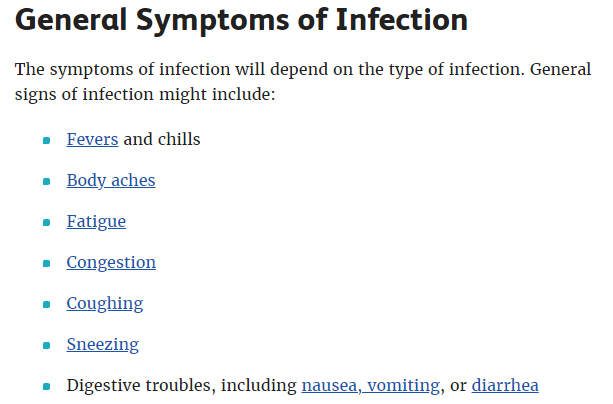 General Symptoms of Infection
The symptoms of infection will depend on the type of infection. General
signs of infection might include:
Fevers and chills
Body aches
Fatigue
Congestion
Coughing
Sneezing
Digestive troubles, including nausea, vomiting, or diarrhea